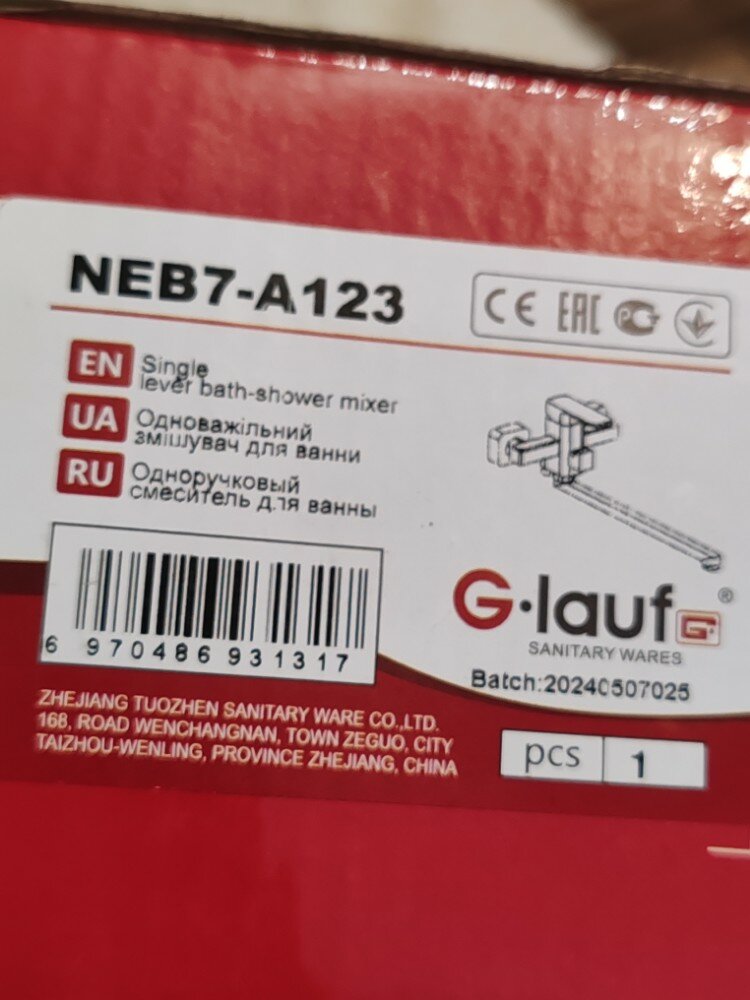 NEB7-A123
CE EAC
EN Single
lever bath-shower mixer
UA Одноважільний
змішувач для ванни
RU Одноручковый
смеситель для ванны
6 970486 931317
G·lauf G ®
SANITARY WARES
Batch:20240507025
ZHEJIANG TUOZHEN SANITARY WARE CO.,LTD.
168, ROAD WENCHANGNAN, TOWN ZEGUO, CITY
TAIZHOU-WENLING, PROVINCE ZHEJIANG, CHINA
pcs 1